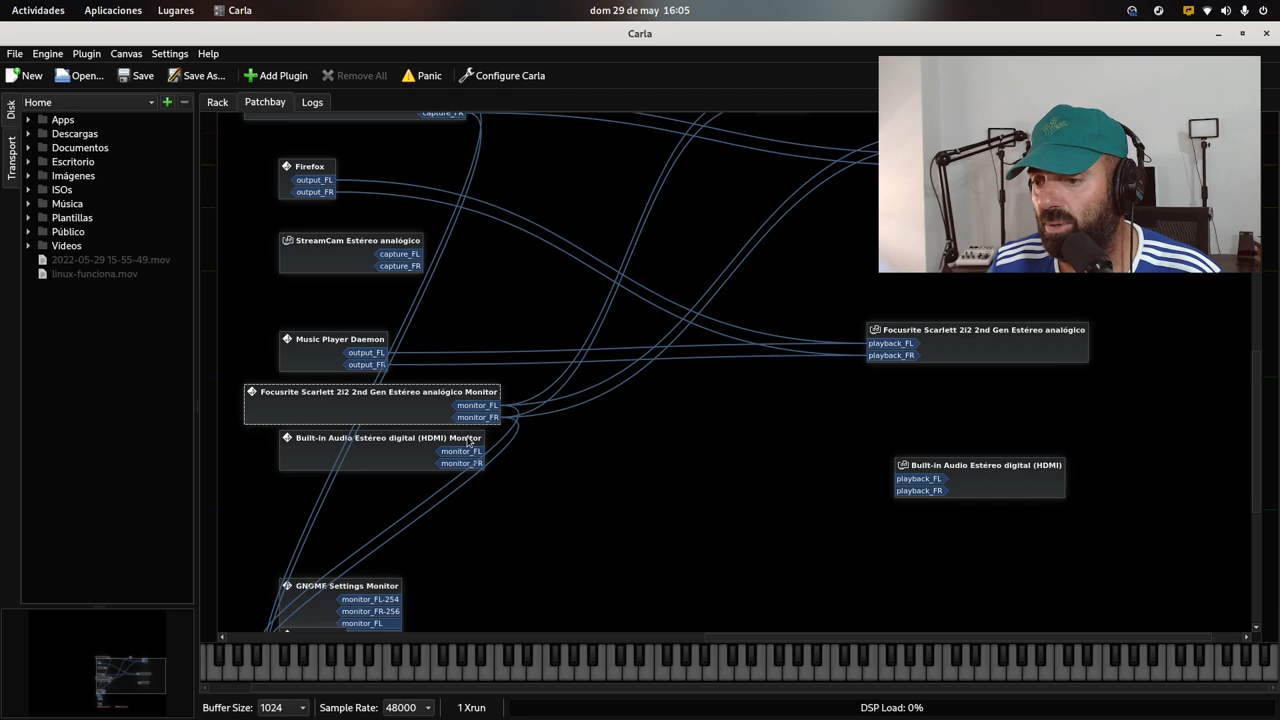 Actividades Aplicaciones Lugares Carla dom 29 de may 16:05
Carla
File Engine Plugin Canvas Settings Help
New Open... Save Save As... Add Plugin Remove All Panic Configure Carla
Disk
Transport
Home
Apps
Descargas
Documentos
Escritorio
Imágenes
ISOs
Música
Plantillas
Público
Vídeos
2022-05-29 15-55-49.mov
linux-funciona.mov
Rack Patchbay Logs
capture_FR
Firefox
output_FL
output_FR
StreamCam Estéreo analógico
capture_FL
capture_FR
Music Player Daemon
output_FL
output_FR
Focusrite Scarlett 2i2 2nd Gen Estéreo analógico Monitor
monitor_FL
monitor_FR
Built-in Audio Estéreo digital (HDMI) Monitor
monitor_FL
monitor_FR
GNOME Settings Monitor
monitor_FL-254
monitor_FR-256
monitor_FL
Focusrite Scarlett 2i2 2nd Gen Estéreo analógico
playback_FL
playback_FR
Built-in Audio Estéreo digital (HDMI)
playback_FL
playback_FR
Buffer Size: 1024 Sample Rate: 48000 1 Xrun DSP Load: 0%